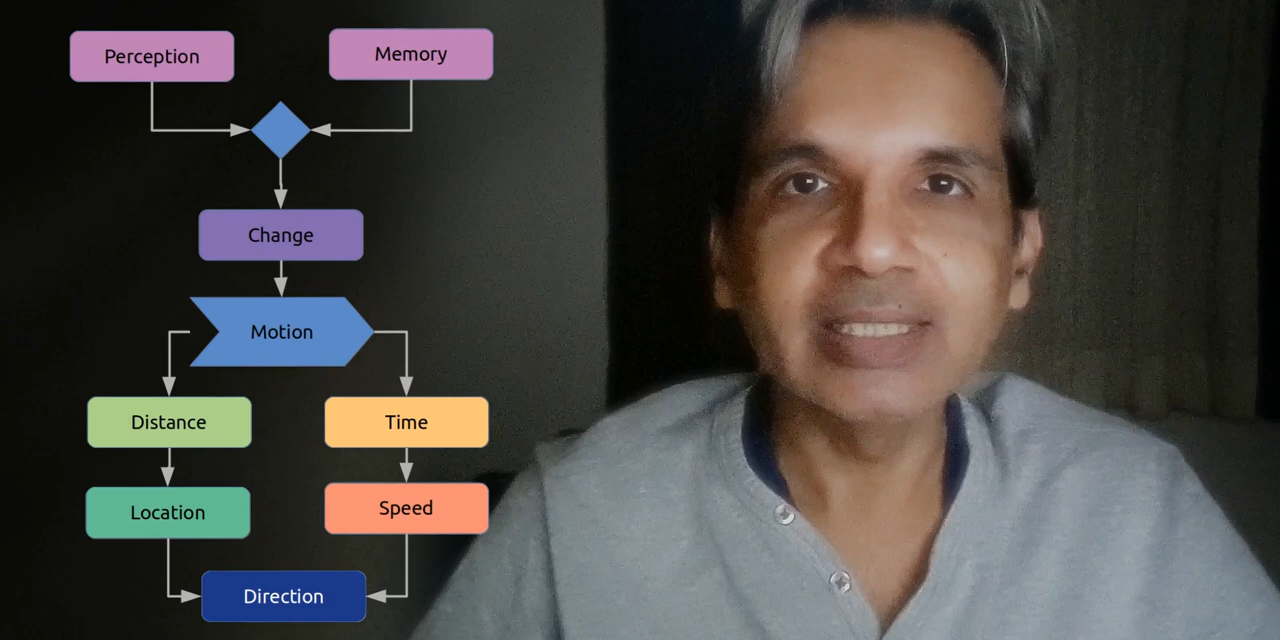 Perception
Memory
Change
Motion
Distance
Time
Location
Speed
Direction